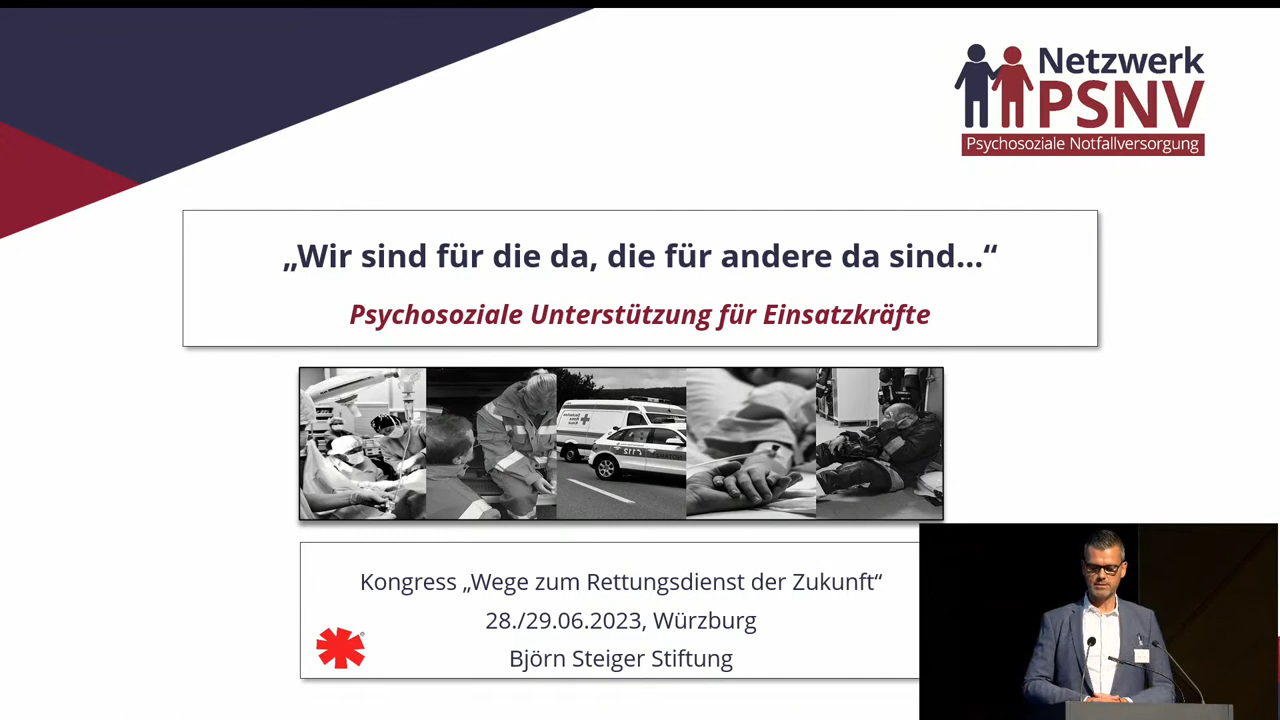 Netzwerk
PSNV
Psychosoziale Notfallversorgung
„Wir sind für die da, die für andere da sind...“
Psychosoziale Unterstützung für Einsatzkräfte
112
Kongress „Wege zum Rettungsdienst der Zukunft“
28./29.06.2023, Würzburg
Björn Steiger Stiftung